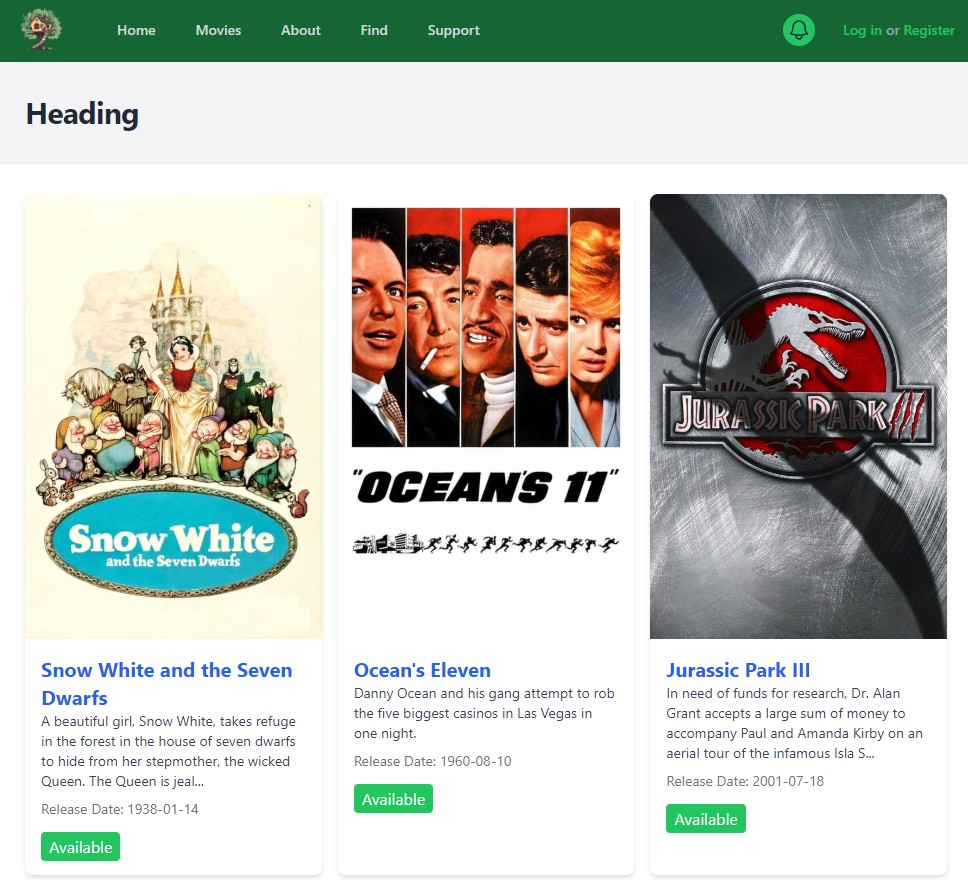 Home Movies About Find Support Log in or Register
Heading
Snow White
and the Seven Dwarfs
"OCEAN'S 11"
JURASSIC PARK III
Snow White and the Seven
Dwarfs
A beautiful girl, Snow White, takes refuge
in the forest in the house of seven dwarfs
to hide from her stepmother, the wicked
Queen. The Queen is jeal...
Release Date: 1938-01-14
Available
Ocean's Eleven
Danny Ocean and his gang attempt to rob
the five biggest casinos in Las Vegas in
one night.
Release Date: 1960-08-10
Available
Jurassic Park III
In need of funds for research, Dr. Alan
Grant accepts a large sum of money to
accompany Paul and Amanda Kirby on an
aerial tour of the infamous Isla S...
Release Date: 2001-07-18
Available